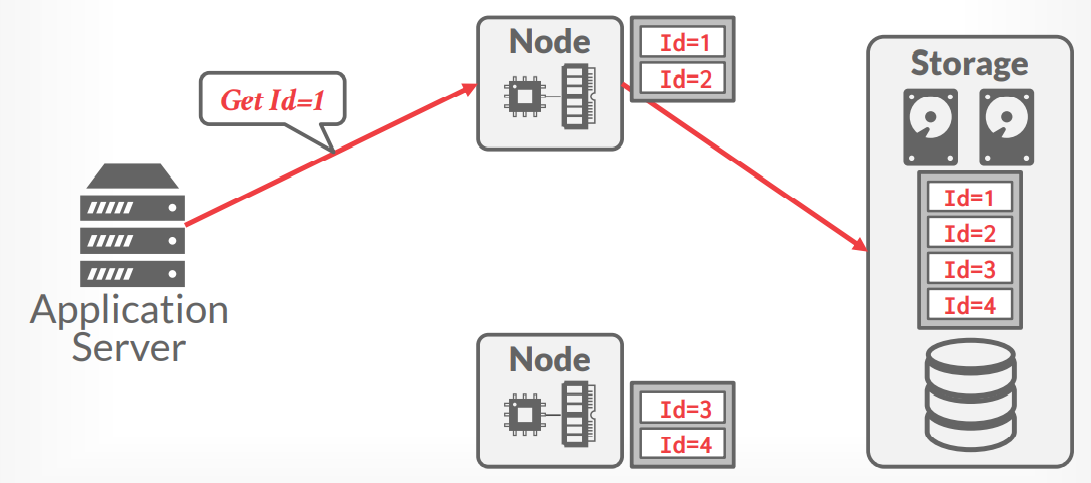 Get Id=1
Application
Server
Node
Id=1
Id=2
Node
Id=3
Id=4
Storage
Id=1
Id=2
Id=3
Id=4